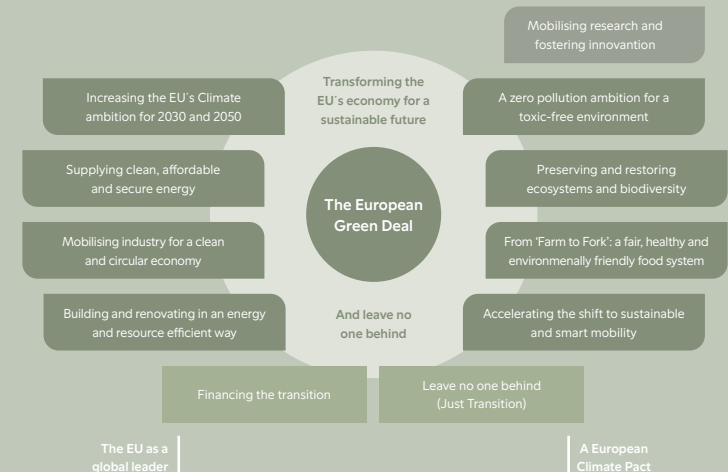 Mobilising research and
fostering innovantion
Transforming the
EU´s economy for a
sustainable future
Increasing the EU´s Climate
ambition for 2030 and 2050
A zero pollution ambition for a
toxic-free environment
Supplying clean, affordable
and secure energy
Preserving and restoring
ecosystems and biodiversity
The European
Green Deal
Mobilising industry for a clean
and circular economy
From ‘Farm to Fork’: a fair, healthy and
environmenally friendly food system
Building and renovating in an energy
and resource efficient way
And leave no
one behind
Accelerating the shift to sustainable
and smart mobility
Financing the transition
Leave no one behind
(Just Transition)
The EU as a
global leader
A European
Climate Pact